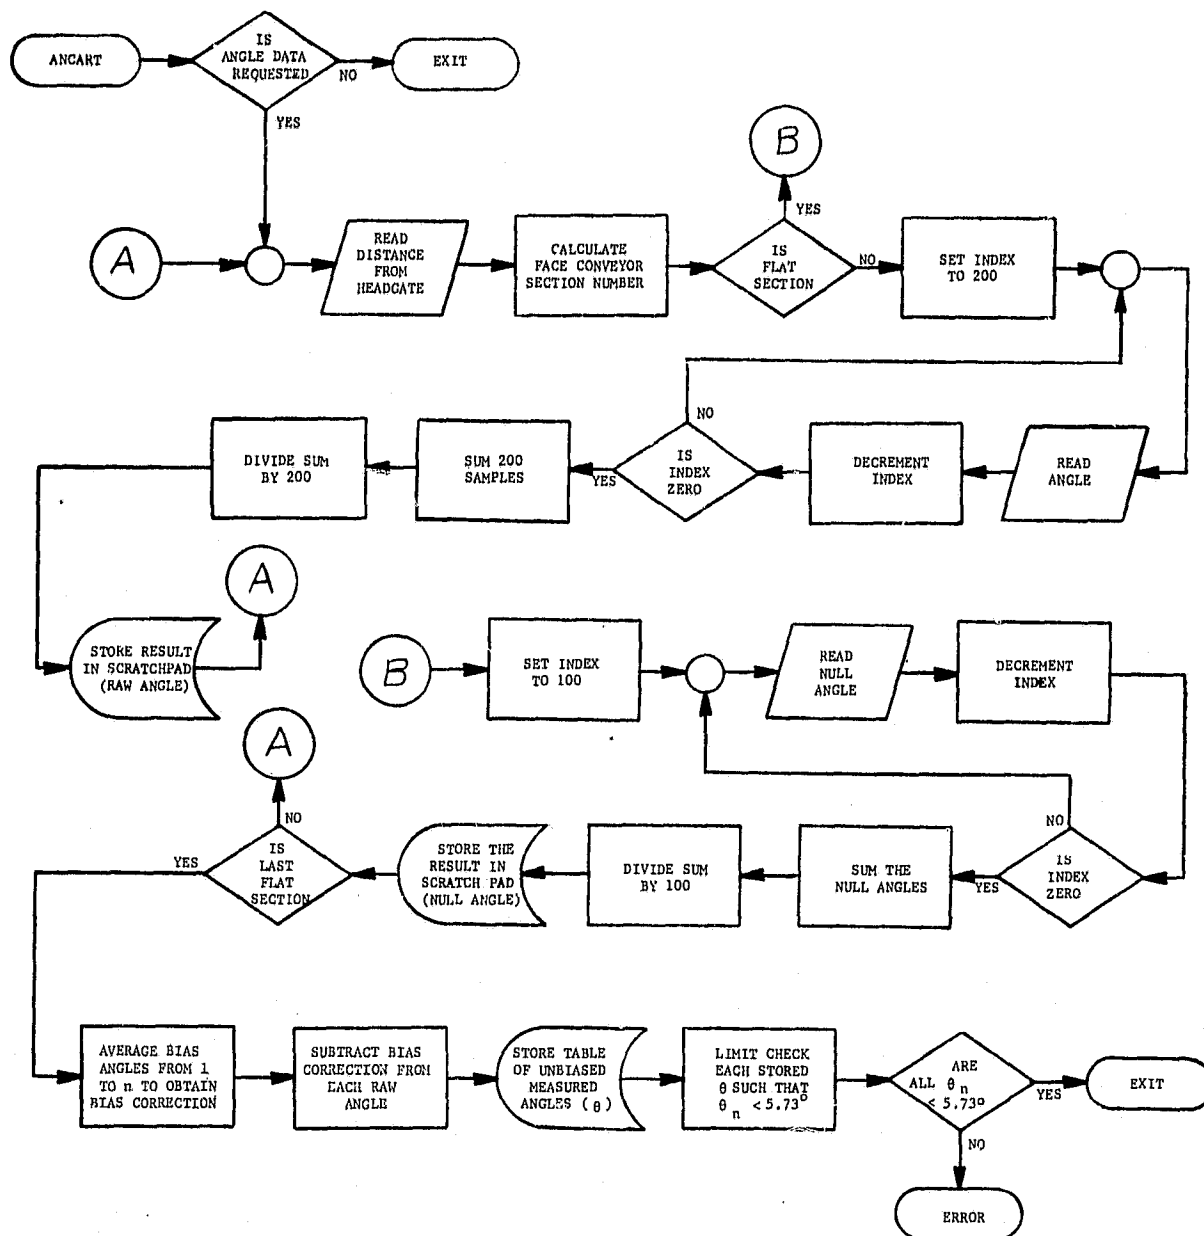 ANCART
IS
ANGLE DATA
REQUESTED
NO
EXIT
YES
B
YES
A
READ
DISTANCE
FROM
HEADGATE
CALCULATE
FACE CONVEYOR
SECTION NUMBER
IS
FLAT
SECTION
NO
SET INDEX
TO 200
NO
DIVIDE SUM
BY 200
SUM 200
SAMPLES
YES
IS
INDEX
ZERO
DECREMENT
INDEX
READ
ANGLE
A
STORE RESULT
IN SCRATCHPAD
(RAW ANGLE)
B
SET INDEX
TO 100
READ
NULL
ANGLE
DECREMENT
INDEX
A
NO
NO
YES
IS
LAST
FLAT
SECTION
STORE THE
RESULT IN
SCRATCH PAD
(NULL ANGLE)
DIVIDE SUM
BY 100
SUM THE
NULL ANGLES
YES
IS
INDEX
ZERO
AVERAGE BIAS
ANGLES FROM 1
TO n TO OBTAIN
BIAS CORRECTION
SUBTRACT BIAS
CORRECTION FROM
EACH RAW
ANGLE
STORE TABLE
OF UNBIASED
MEASURED
ANGLES (θ)
LIMIT CHECK
EACH STORED
θ SUCH THAT
θ n < 5.73°
ARE
ALL θ n
< 5.73°
YES
EXIT
NO
ERROR